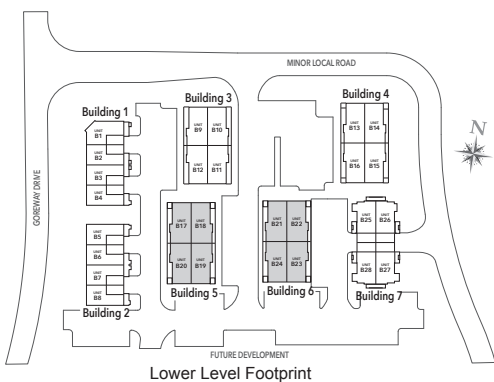 MINOR LOCAL ROAD
Building 1
Building 3
Building 4
N
UNIT
B1
UNIT
B2
UNIT
B3
UNIT
B4
UNIT
B9
UNIT
B10
UNIT
B12
UNIT
B11
UNIT
B13
UNIT
B14
UNIT
B16
UNIT
B15
GOREWAY DRIVE
UNIT
B5
UNIT
B6
UNIT
B7
UNIT
B8
Building 2
UNIT
B17
UNIT
B18
UNIT
B20
UNIT
B19
Building 5
UNIT
B21
UNIT
B22
UNIT
B24
UNIT
B23
Building 6
UNIT
B25
UNIT
B26
UNIT
B28
UNIT
B27
Building 7
FUTURE DEVELOPMENT
Lower Level Footprint